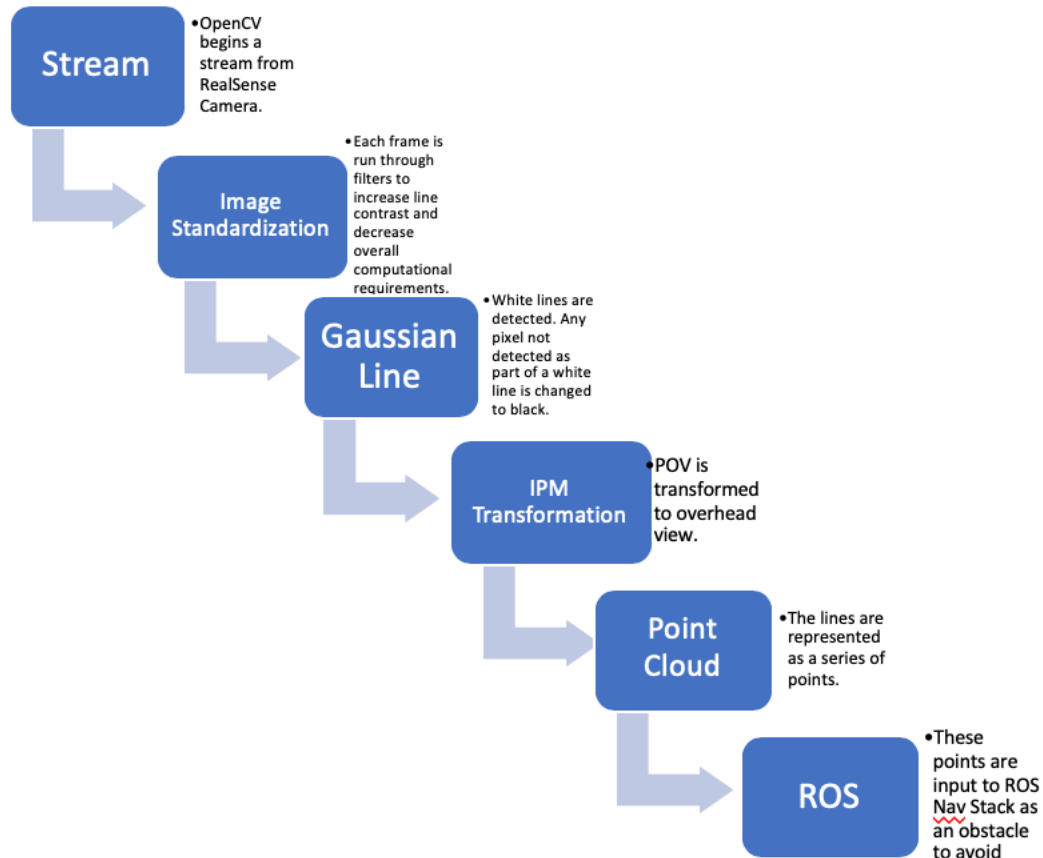 Stream
•OpenCV
begins a
stream from
RealSense
Camera.
Image
Standardization
•Each frame is
run through
filters to
increase line
contrast and
decrease
overall
computational
requirements.
Gaussian
Line
•White lines are
detected. Any
pixel not
detected as
part of a white
line is changed
to black.
IPM
Transformation
•POV is
transformed
to overhead
view.
Point
Cloud
•The lines are
represented
as a series of
points.
ROS
•These
points are
input to ROS
Nav Stack as
an obstacle
to avoid